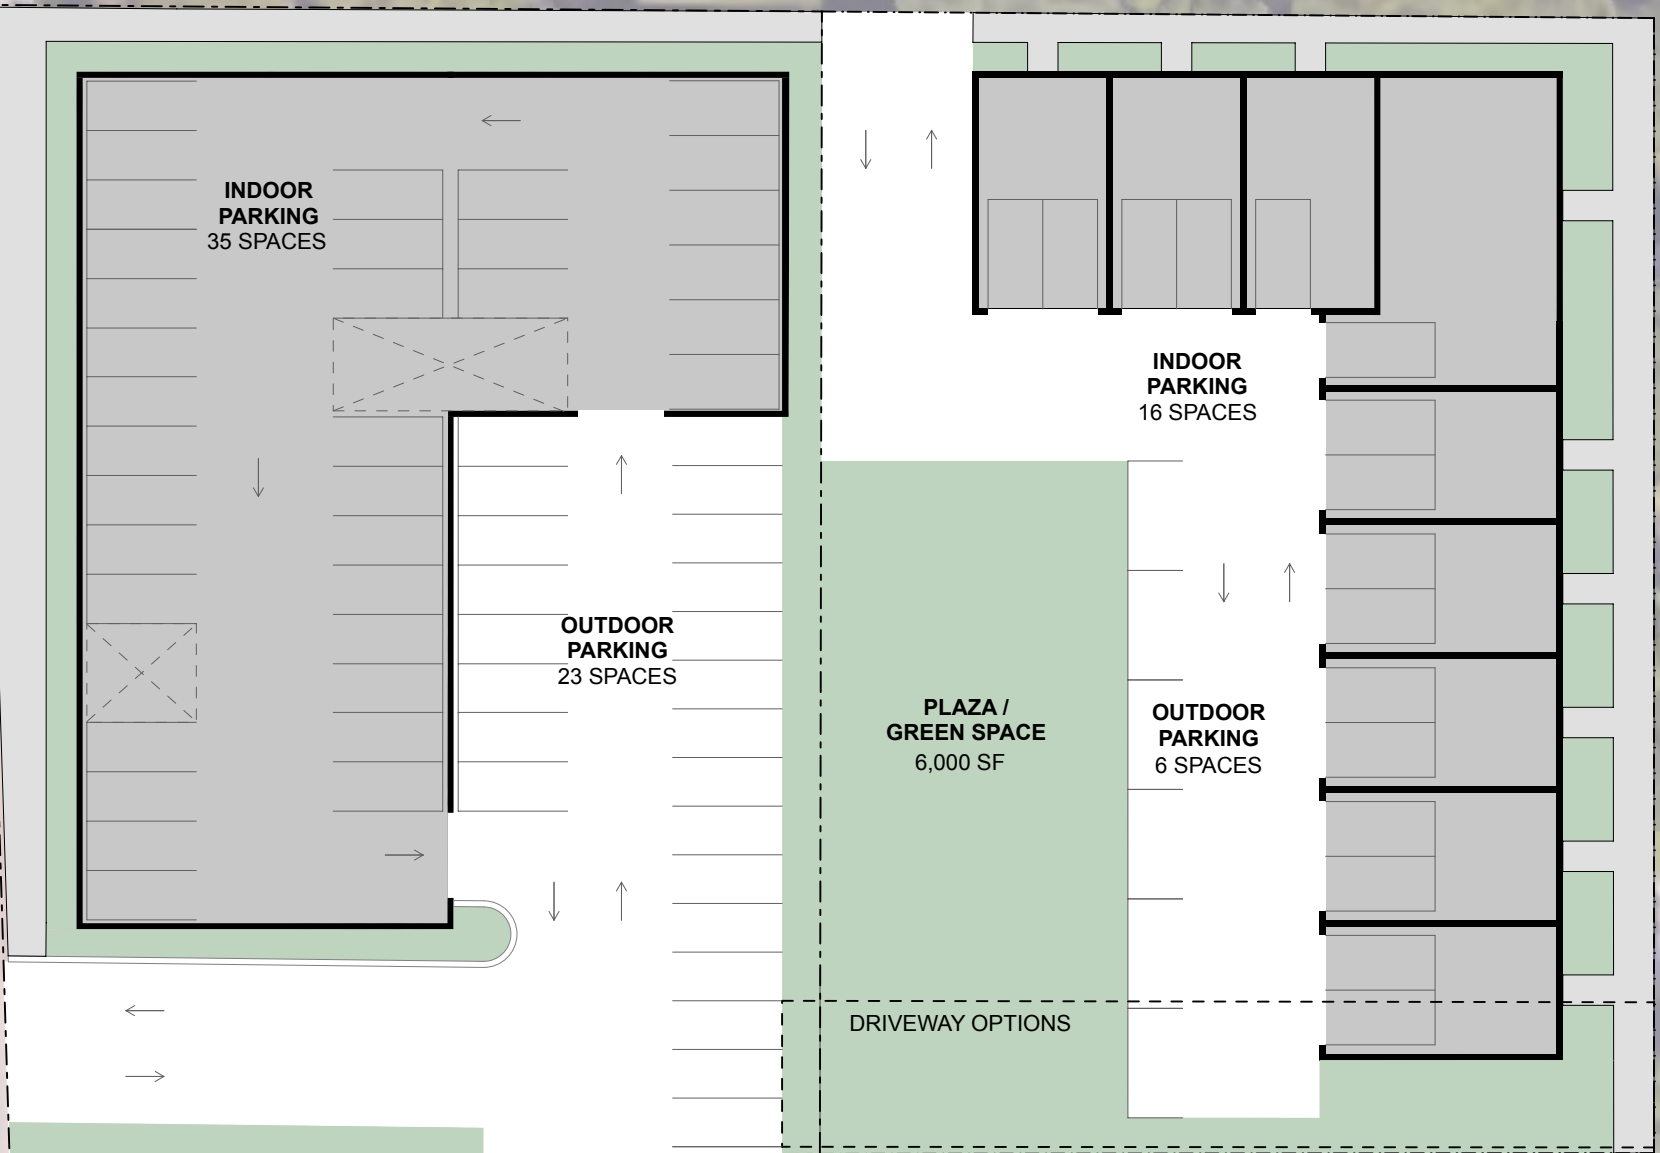 INDOOR
PARKING
35 SPACES
OUTDOOR
PARKING
23 SPACES
INDOOR
PARKING
16 SPACES
PLAZA /
GREEN SPACE
6,000 SF
OUTDOOR
PARKING
6 SPACES
DRIVEWAY OPTIONS